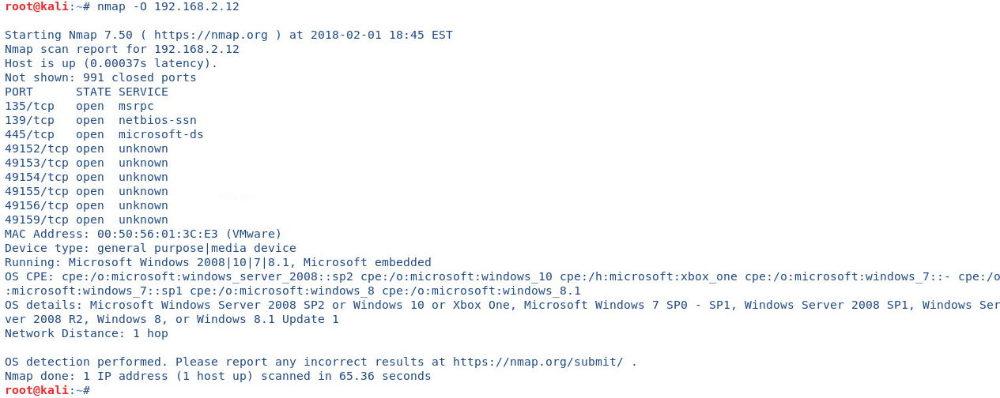 root@kali:~# nmap -O 192.168.2.12
Starting Nmap 7.50 ( https://nmap.org ) at 2018-02-01 18:45 EST
Nmap scan report for 192.168.2.12
Host is up (0.00037s latency).
Not shown: 991 closed ports
PORT      STATE SERVICE
135/tcp   open  msrpc
139/tcp   open  netbios-ssn
445/tcp   open  microsoft-ds
49152/tcp open  unknown
49153/tcp open  unknown
49154/tcp open  unknown
49155/tcp open  unknown
49156/tcp open  unknown
49159/tcp open  unknown
MAC Address: 00:50:56:01:3C:E3 (VMware)
Device type: general purpose|media device
Running: Microsoft Windows 2008|10|7|8.1, Microsoft embedded
OS CPE: cpe:/o:microsoft:windows_server_2008::sp2 cpe:/o:microsoft:windows_10 cpe:/h:microsoft:xbox_one cpe:/o:microsoft:windows_7::- cpe:/o
:microsoft:windows_7::sp1 cpe:/o:microsoft:windows_8 cpe:/o:microsoft:windows_8.1
OS details: Microsoft Windows Server 2008 SP2 or Windows 10 or Xbox One, Microsoft Windows 7 SP0 - SP1, Windows Server 2008 SP1, Windows Ser
ver 2008 R2, Windows 8, or Windows 8.1 Update 1
Network Distance: 1 hop
OS detection performed. Please report any incorrect results at https://nmap.org/submit/ .
Nmap done: 1 IP address (1 host up) scanned in 65.36 seconds
root@kali:~#